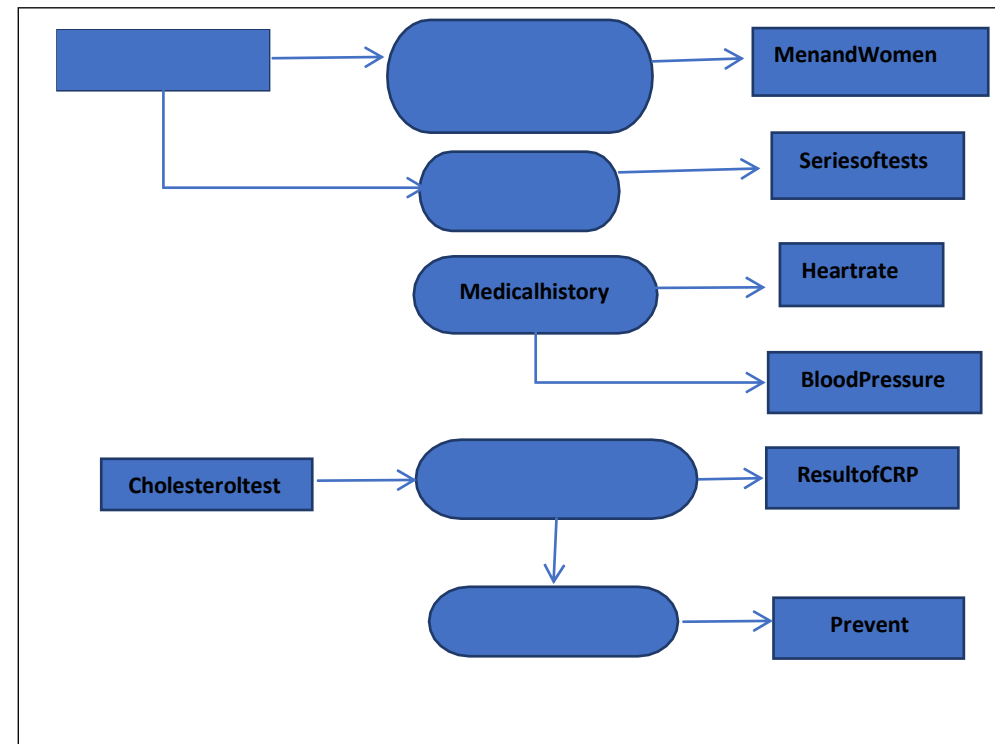 MenandWomen
Seriesoftests
Heartrate
Medicalhistory
BloodPressure
ResultofCRP
Cholesteroltest
Prevent